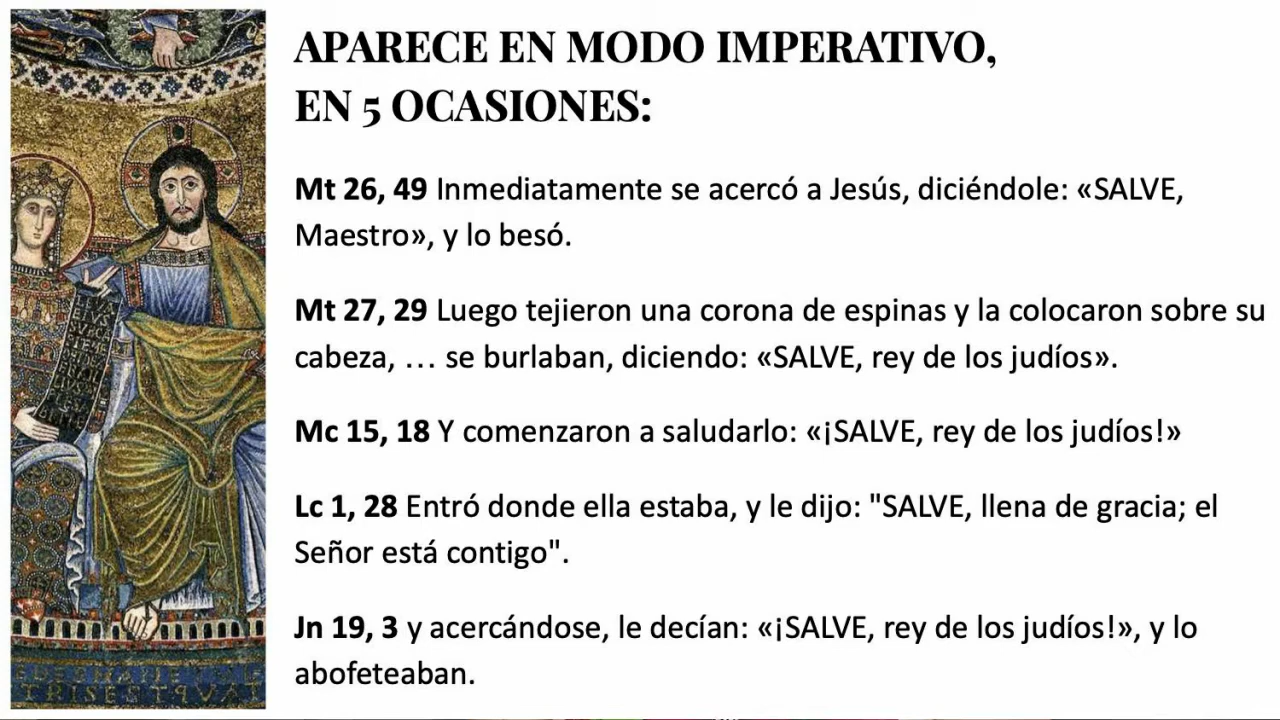 APARECE EN MODO IMPERATIVO,
EN 5 OCASIONES:
Mt 26, 49 Inmediatamente se acercó a Jesús, diciéndole: «SALVE,
Maestro», y lo besó.
Mt 27, 29 Luego tejieron una corona de espinas y la colocaron sobre su
cabeza, … se burlaban, diciendo: «SALVE, rey de los judíos».
Mc 15, 18 Y comenzaron a saludarlo: «¡SALVE, rey de los judíos!»
Lc 1, 28 Entró donde ella estaba, y le dijo: "SALVE, llena de gracia; el
Señor está contigo".
Jn 19, 3 y acercándose, le decían: «¡SALVE, rey de los judíos!», y lo
abofeteaban.